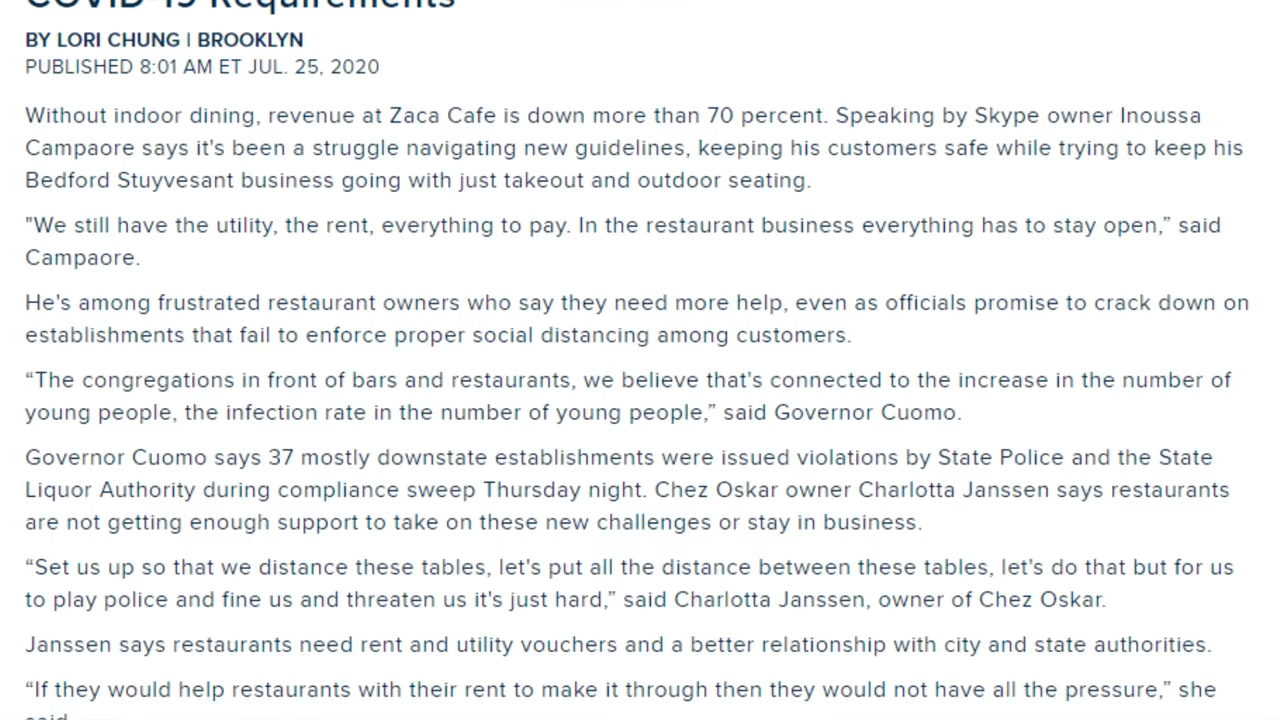 COVID-19 Requirements
BY LORI CHUNG | BROOKLYN
PUBLISHED 8:01 AM ET JUL. 25, 2020
Without indoor dining, revenue at Zaca Cafe is down more than 70 percent. Speaking by Skype owner Inoussa
Campaore says it's been a struggle navigating new guidelines, keeping his customers safe while trying to keep his
Bedford Stuyvesant business going with just takeout and outdoor seating.
"We still have the utility, the rent, everything to pay. In the restaurant business everything has to stay open,” said
Campaore.
He's among frustrated restaurant owners who say they need more help, even as officials promise to crack down on
establishments that fail to enforce proper social distancing among customers.
“The congregations in front of bars and restaurants, we believe that's connected to the increase in the number of
young people, the infection rate in the number of young people,” said Governor Cuomo.
Governor Cuomo says 37 mostly downstate establishments were issued violations by State Police and the State
Liquor Authority during compliance sweep Thursday night. Chez Oskar owner Charlotta Janssen says restaurants
are not getting enough support to take on these new challenges or stay in business.
“Set us up so that we distance these tables, let's put all the distance between these tables, let's do that but for us
to play police and fine us and threaten us it's just hard,” said Charlotta Janssen, owner of Chez Oskar.
Janssen says restaurants need rent and utility vouchers and a better relationship with city and state authorities.
“If they would help restaurants with their rent to make it through then they would not have all the pressure,” she
said